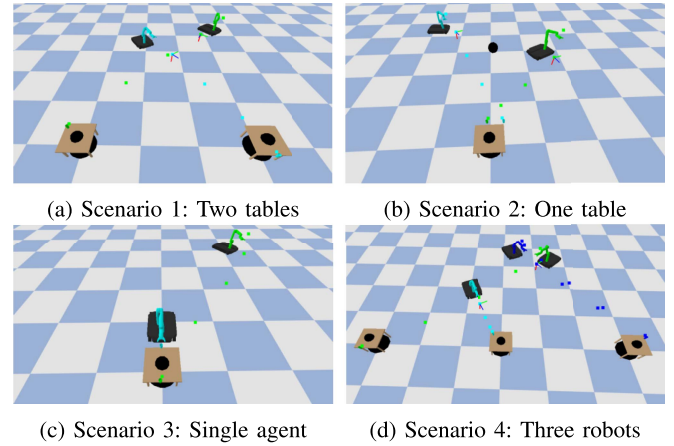 (a) Scenario 1: Two tables
(b) Scenario 2: One table
(c) Scenario 3: Single agent
(d) Scenario 4: Three robots